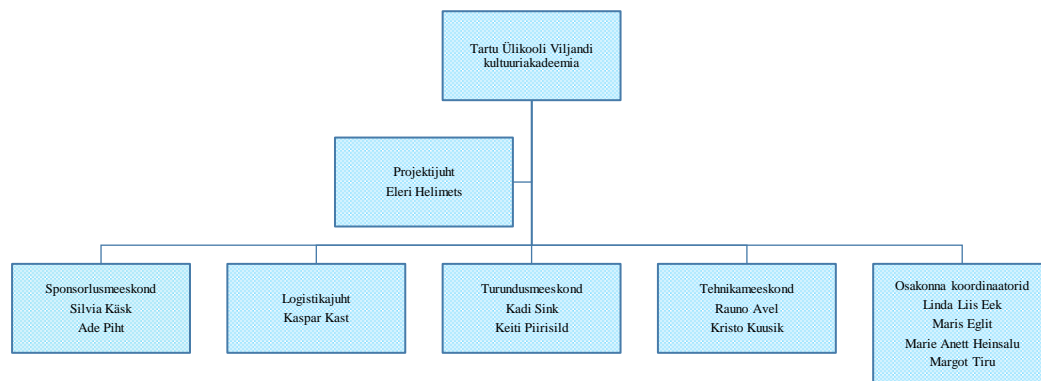 Tartu Ülikooli Viljandi
kultuuriakadeemia
Projektijuht
Eleri Helimets
Sponsorlusmeeskond
Silvia Käsk
Ade Piht
Logistikajuht
Kaspar Kast
Turundusmeeskond
Kadi Sink
Keiti Piirisild
Tehnikameeskond
Rauno Avel
Kristo Kuusik
Osakonna koordinaatorid
Linda Liis Eek
Maris Eglit
Marie Anett Heinsalu
Margot Tiru